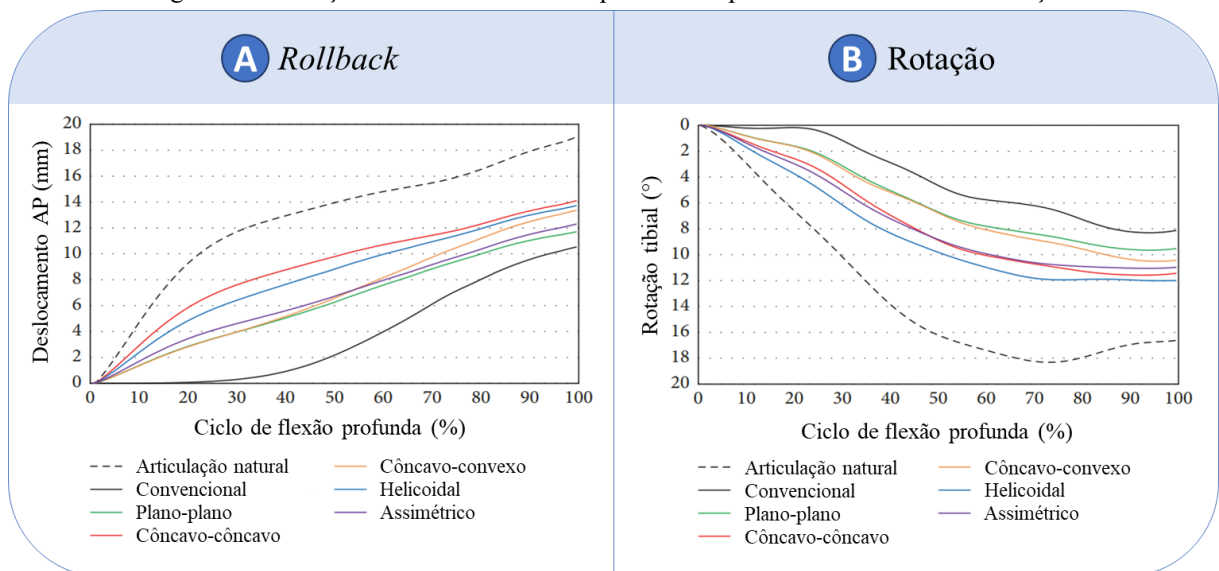 A Rollback
Deslocamento AP (mm)
20
18
16
14
12
10
8
6
4
2
0
0 10 20 30 40 50 60 70 80 90 100
Ciclo de flexão profunda (%)
Articulação natural
Convencional
Plano-plano
Côncavo-côncavo
Côncavo-convexo
Helicoidal
Assimétrico
B Rotação
Rotação tibial (°)
0
2
4
6
8
10
12
14
16
18
20
0 10 20 30 40 50 60 70 80 90 100
Ciclo de flexão profunda (%)
Articulação natural
Convencional
Plano-plano
Côncavo-côncavo
Côncavo-convexo
Helicoidal
Assimétrico